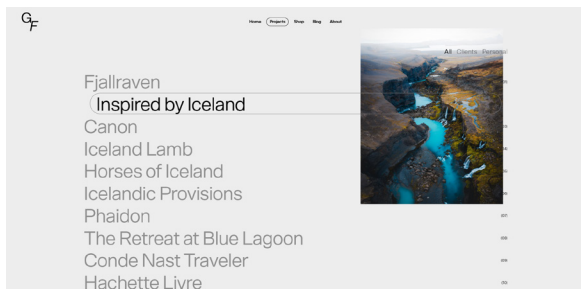 GF
Home Projects Shop Blog About
All Clients Personal
Fjallraven
Inspired by Iceland
Canon
Iceland Lamb
Horses of Iceland
Icelandic Provisions
Phaidon
The Retreat at Blue Lagoon
Conde Nast Traveler
Hachette Livre